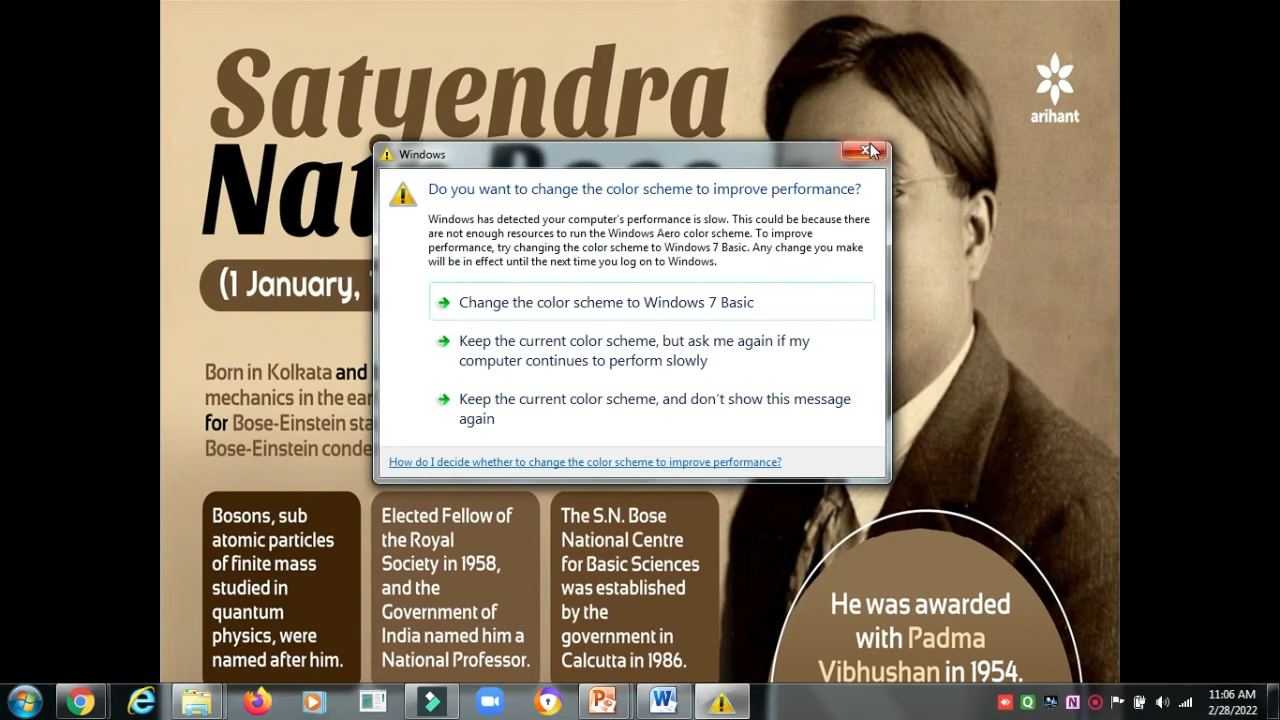 Satyendra
arihant
Windows
Do you want to change the color scheme to improve performance?
Windows has detected your computer's performance is slow. This could be because there
are not enough resources to run the Windows Aero color scheme. To improve
performance, try changing the color scheme to Windows 7 Basic. Any change you make
will be in effect until the next time you log on to Windows.
Change the color scheme to Windows 7 Basic
Keep the current color scheme, but ask me again if my
computer continues to perform slowly
Keep the current color scheme, and don't show this message
again
How do I decide whether to change the color scheme to improve performance?
(1 January,
Born in Kolkata and
mechanics in the
for Bose-Einstein
Bose-Einstein
Bosons, sub
atomic particles
of finite mass
studied in
quantum
physics, were
named after him.
Elected Fellow of
the Royal
Society in 1958,
and the
Government of
India named him a
National Professor.
The S.N. Bose
National Centre
for Basic Sciences
was established
by the
government in
Calcutta in 1986.
He was awarded
with Padma
Vibhushan in 1954.
11:06 AM
2/28/2022